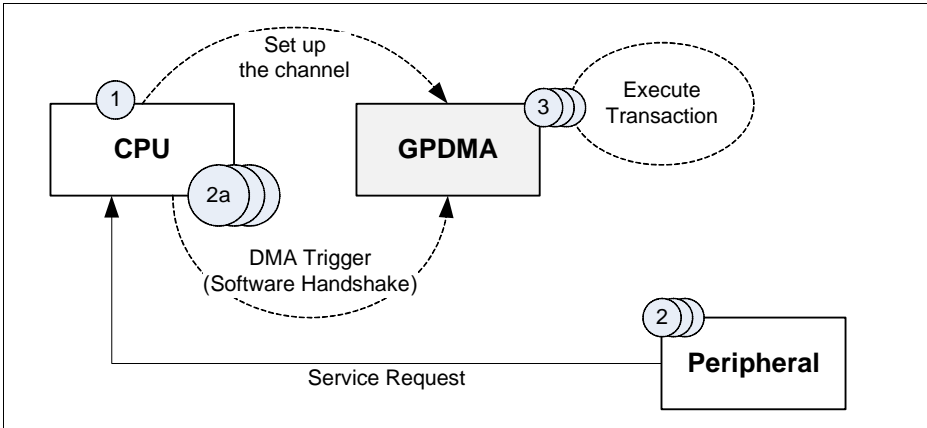 Set up
the channel
1
CPU
2a
GPDMA
3
Execute
Transaction
DMA Trigger
(Software Handshake)
2
Peripheral
Service Request